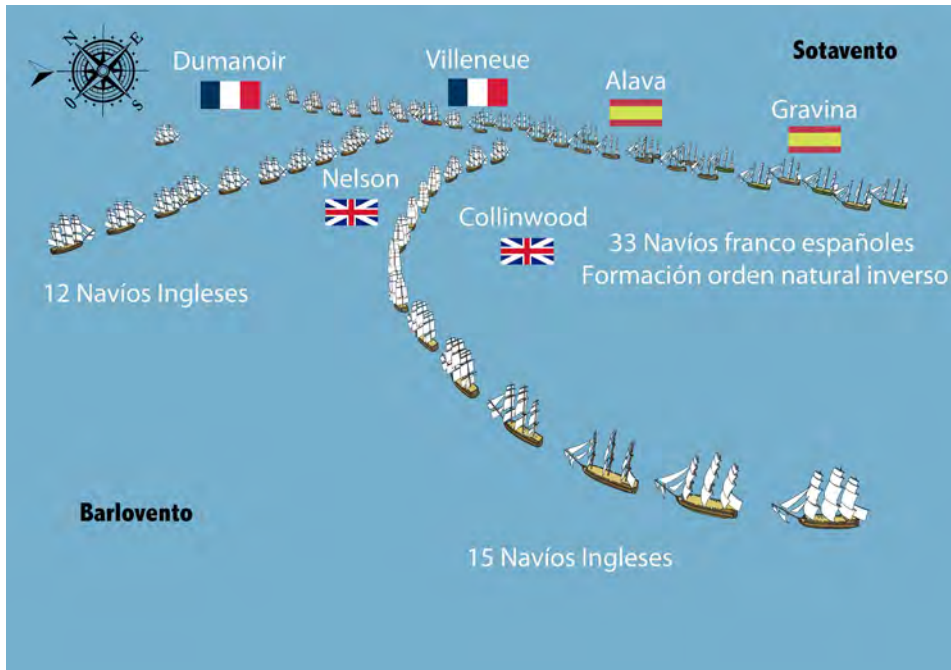 N
E
O
S
Dumanoir
Villeneue
Sotavento
Alava
Gravina
Nelson
Collinwood
33 Navíos franco españoles
Formación orden natural inverso
12 Navíos Ingleses
Barlovento
15 Navíos Ingleses